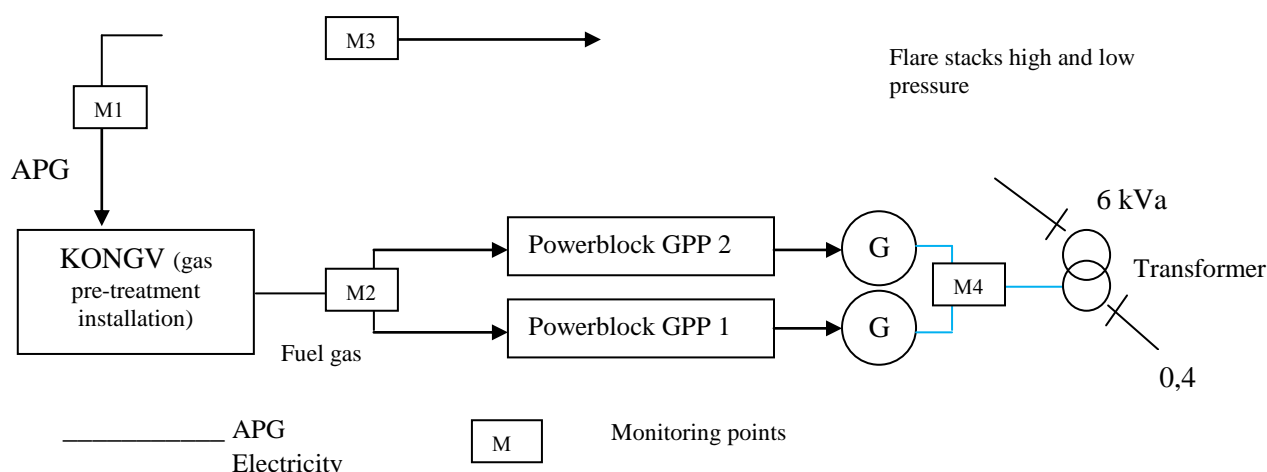 M3
Flare stacks high and low
pressure
M1
APG
6 kVa
KONGV (gas
pre-treatment
installation)
Powerblock GPP 2
G
M2
M4
Transformer
Powerblock GPP 1
G
Fuel gas
0,4
APG
M
Monitoring points
Electricity